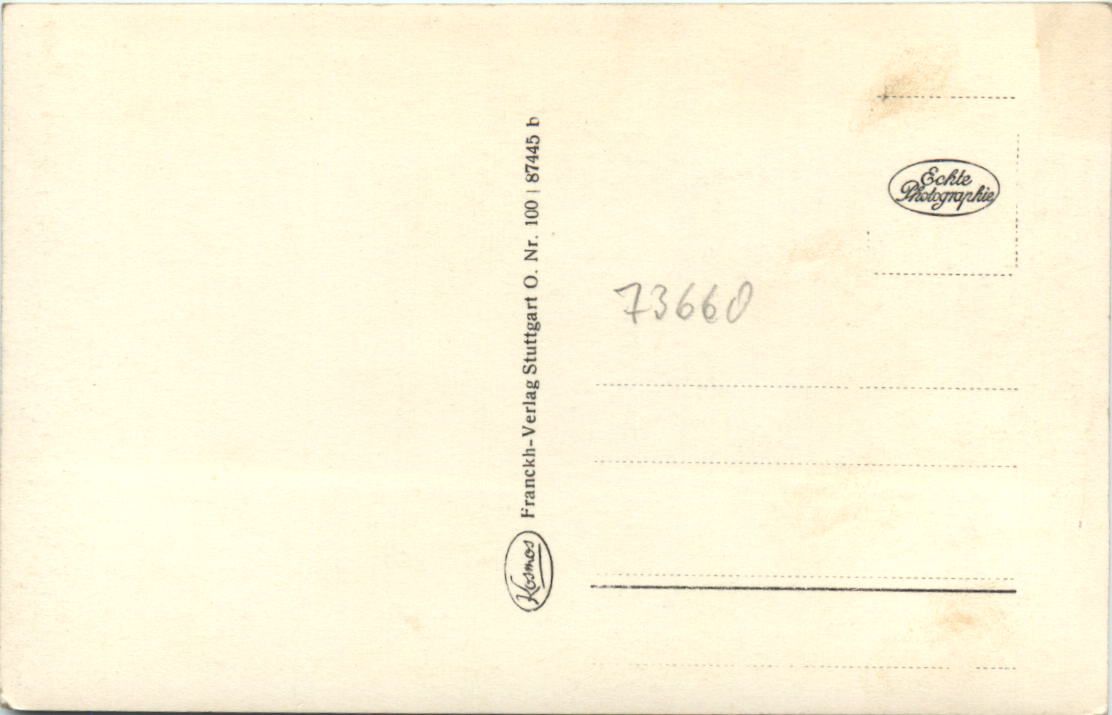 Kosmos
Franckh-Verlag Stuttgart O. Nr. 100 | 87445 b
Echte
Photographie
73660